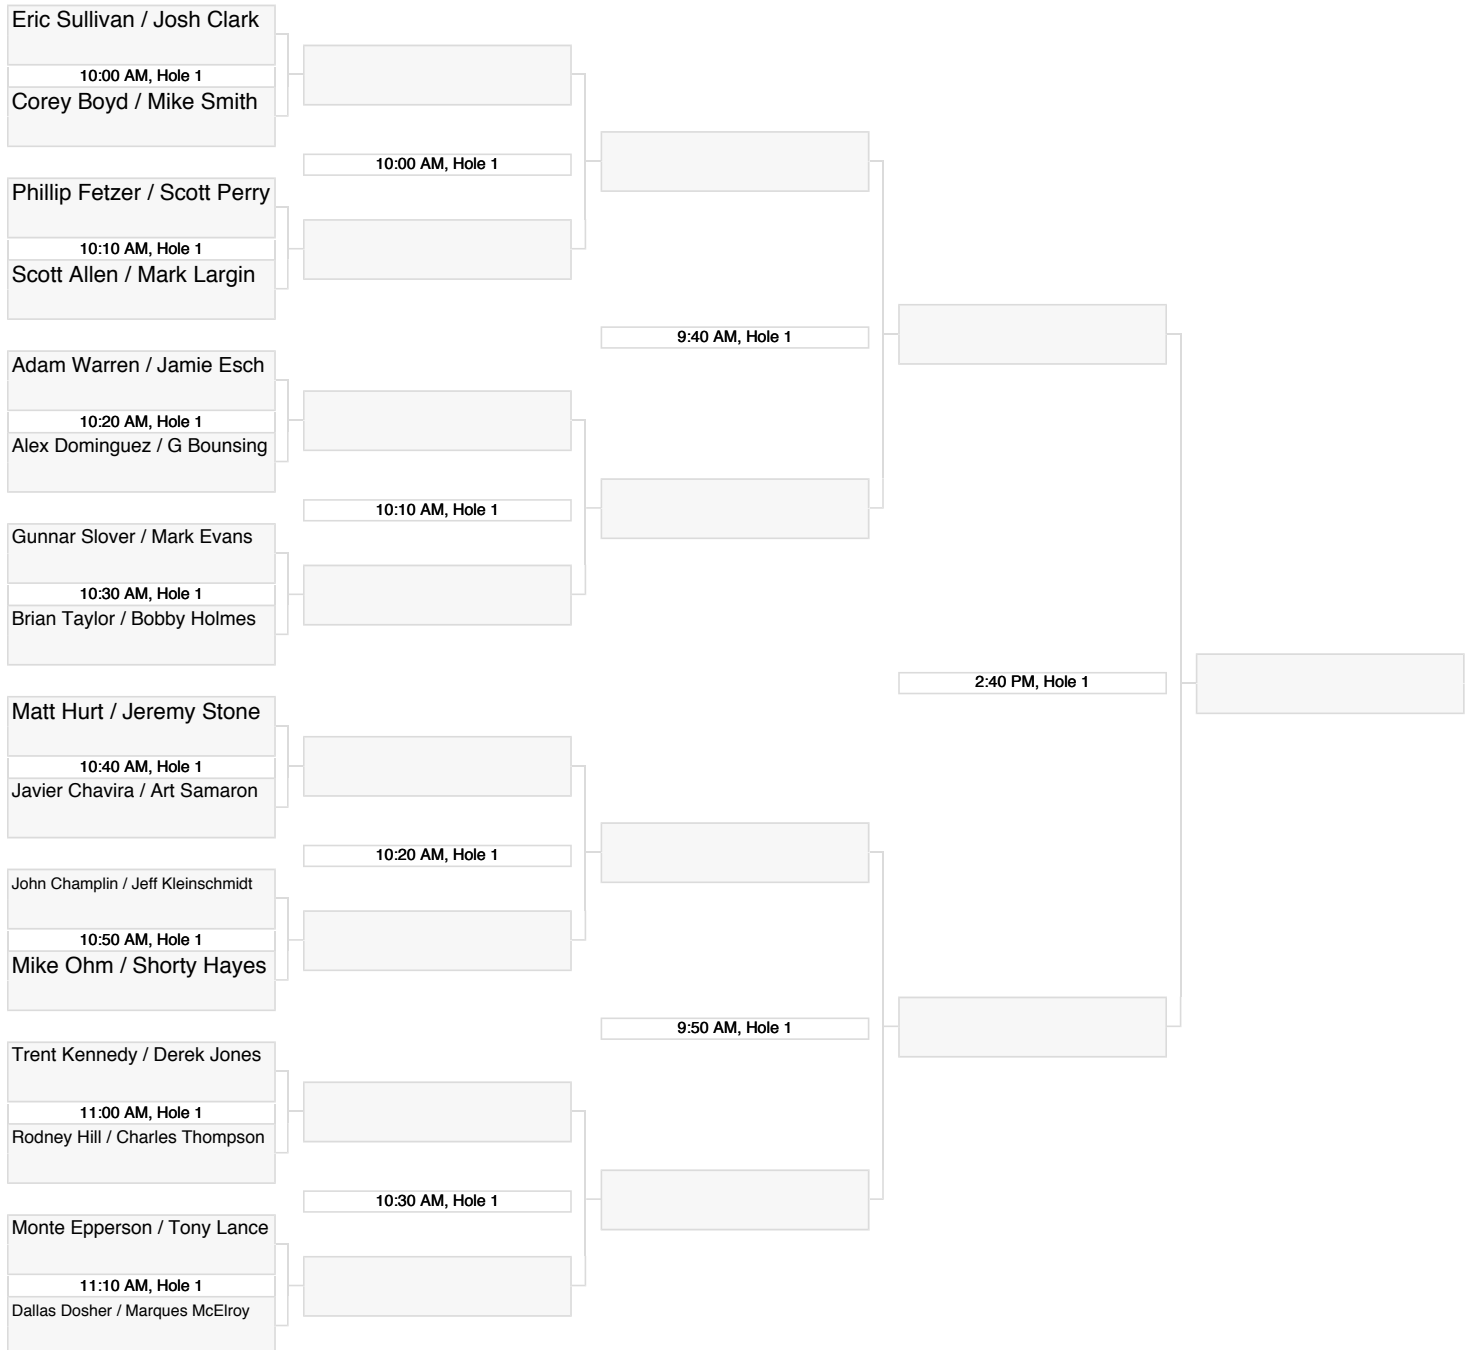 Eric Sullivan / Josh Clark
10:00 AM, Hole 1
Corey Boyd / Mike Smith
10:00 AM, Hole 1
Phillip Fetzer / Scott Perry
10:10 AM, Hole 1
Scott Allen / Mark Largin
9:40 AM, Hole 1
Adam Warren / Jamie Esch
10:20 AM, Hole 1
Alex Dominguez / G Bounsing
10:10 AM, Hole 1
Gunnar Slover / Mark Evans
10:30 AM, Hole 1
Brian Taylor / Bobby Holmes
2:40 PM, Hole 1
Matt Hurt / Jeremy Stone
10:40 AM, Hole 1
Javier Chavira / Art Samaron
10:20 AM, Hole 1
John Champlin / Jeff Kleinschmidt
10:50 AM, Hole 1
Mike Ohm / Shorty Hayes
9:50 AM, Hole 1
Trent Kennedy / Derek Jones
11:00 AM, Hole 1
Rodney Hill / Charles Thompson
10:30 AM, Hole 1
Monte Epperson / Tony Lance
11:10 AM, Hole 1
Dallas Dosher / Marques McElroy